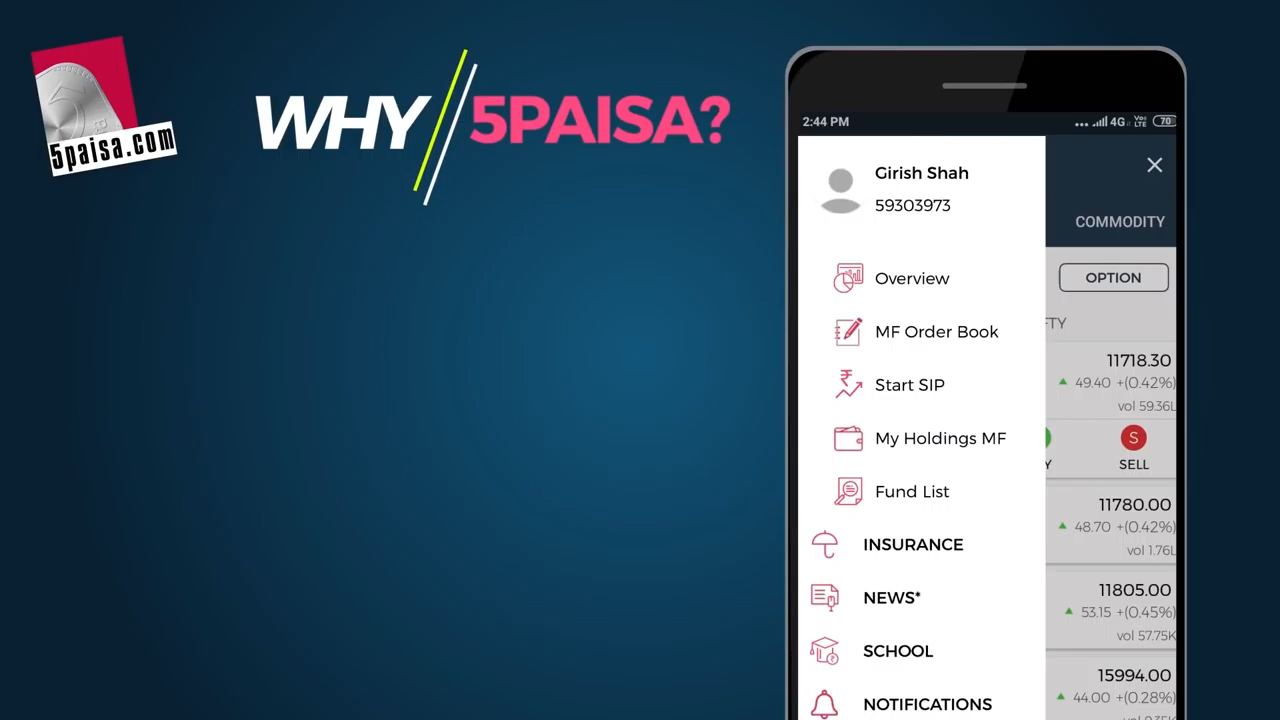 5paisa.com
WHY 5PAISA?
2:44 PM
4G
VoLTE
70
Girish Shah
59303973
COMMODITY
OPTION
Overview
MF Order Book
FTY
Start SIP
11718.30
49.40 +(0.42%)
vol 59.36L
My Holdings MF
S
Y
SELL
Fund List
11780.00
48.70 +(0.42%)
vol 1.76L
INSURANCE
NEWS*
11805.00
53.15 +(0.45%)
vol 57.75K
SCHOOL
15994.00
44.00 +(0.28%)
NOTIFICATIONS